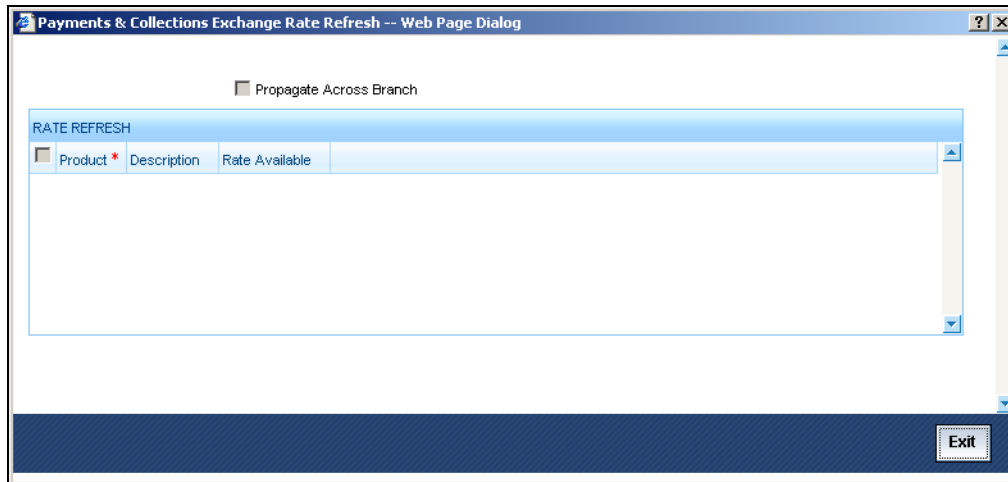 Payments & Collections Exchange Rate Refresh -- Web Page Dialog
? X
Propagate Across Branch
RATE REFRESH
Product * Description Rate Available
Exit